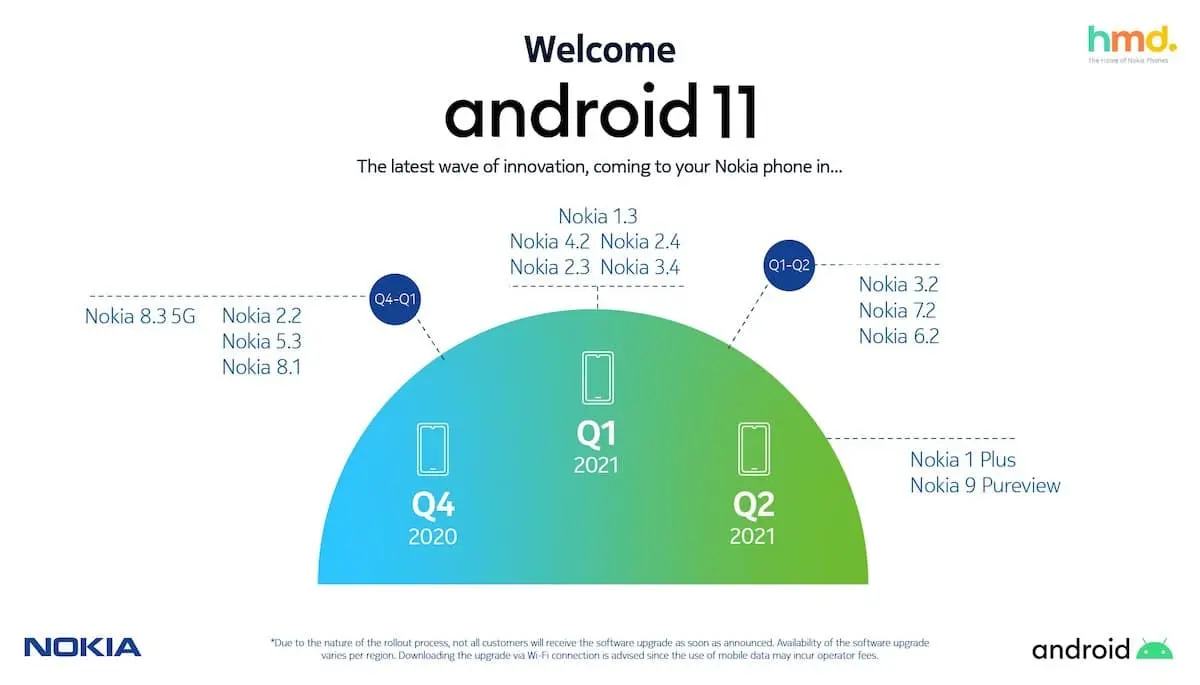 hmd.
The Home of Nokia Phones
Welcome
android 11
The latest wave of innovation, coming to your Nokia phone in...
Nokia 1.3
Nokia 4.2 Nokia 2.4
Nokia 2.3 Nokia 3.4
Q4-Q1
Nokia 8.3 5G Nokia 2.2
Nokia 5.3
Nokia 8.1
Q1-Q2
Nokia 3.2
Nokia 7.2
Nokia 6.2
Nokia 1 Plus
Nokia 9 Pureview
Q4
2020
Q1
2021
Q2
2021
NOKIA
*Due to the nature of the rollout process, not all customers will receive the software upgrade as soon as announced. Availability of the software upgrade
varies per region. Downloading the upgrade via Wi-Fi connection is advised since the use of mobile data may incur operator fees.
android